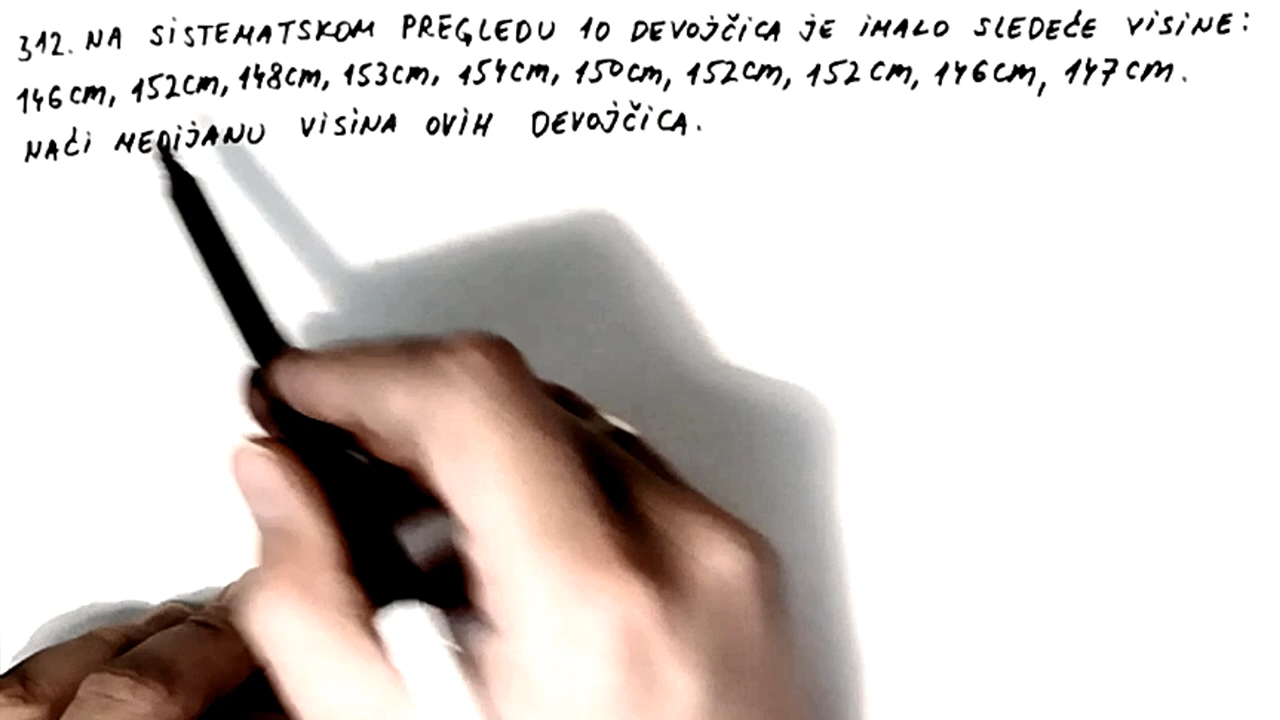 312. NA SISTEMATSKOM PREGLEDU 10 DEVOJČICA JE IMALO SLEDEĆE VISINE:
146cm, 152cm, 148cm, 153cm, 154cm, 150cm, 152cm, 152cm, 146cm, 147cm.
NAĆI MEDIJANU VISINA OVIH DEVOJČICA.